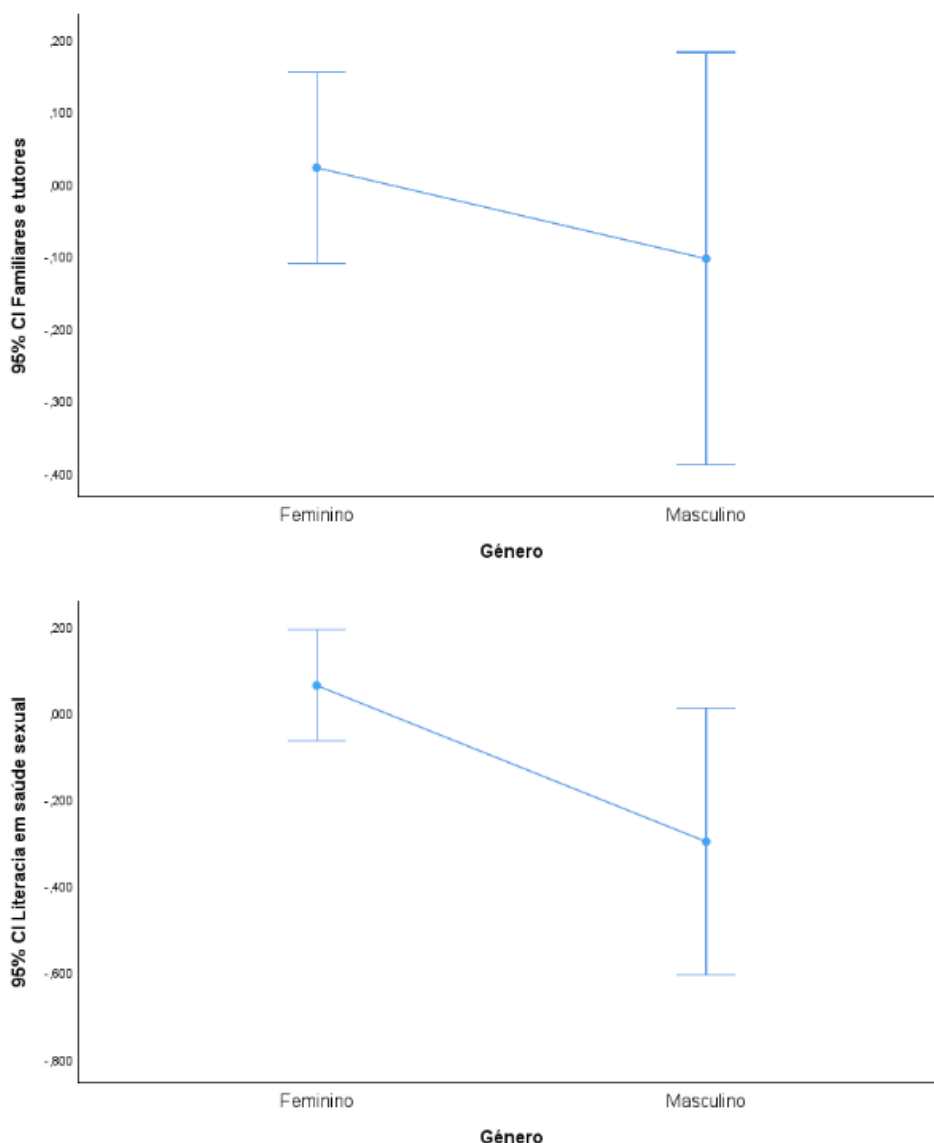 95% CI Familiares e tutores
,200
,100
,000
-,100
-,200
-,300
-,400
Feminino Masculino
Género
95% CI Literacia em saúde sexual
,200
,000
-,200
-,400
-,600
-,800
Feminino Masculino
Género